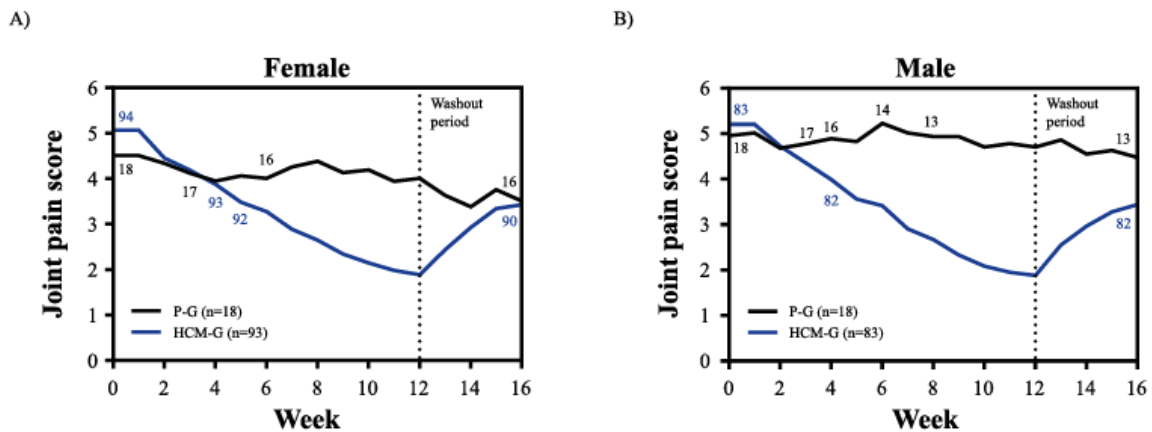 A)
Female
Joint pain score
6
5
4
3
2
1
0
94
18
17
93
92
16
16
90
Washout
period
P-G (n=18)
HCM-G (n=93)
0 2 4 6 8 10 12 14 16
Week
B)
Male
Joint pain score
6
5
4
3
2
1
0
83
18
17
16
82
14
13
13
82
Washout
period
P-G (n=18)
HCM-G (n=83)
0 2 4 6 8 10 12 14 16
Week